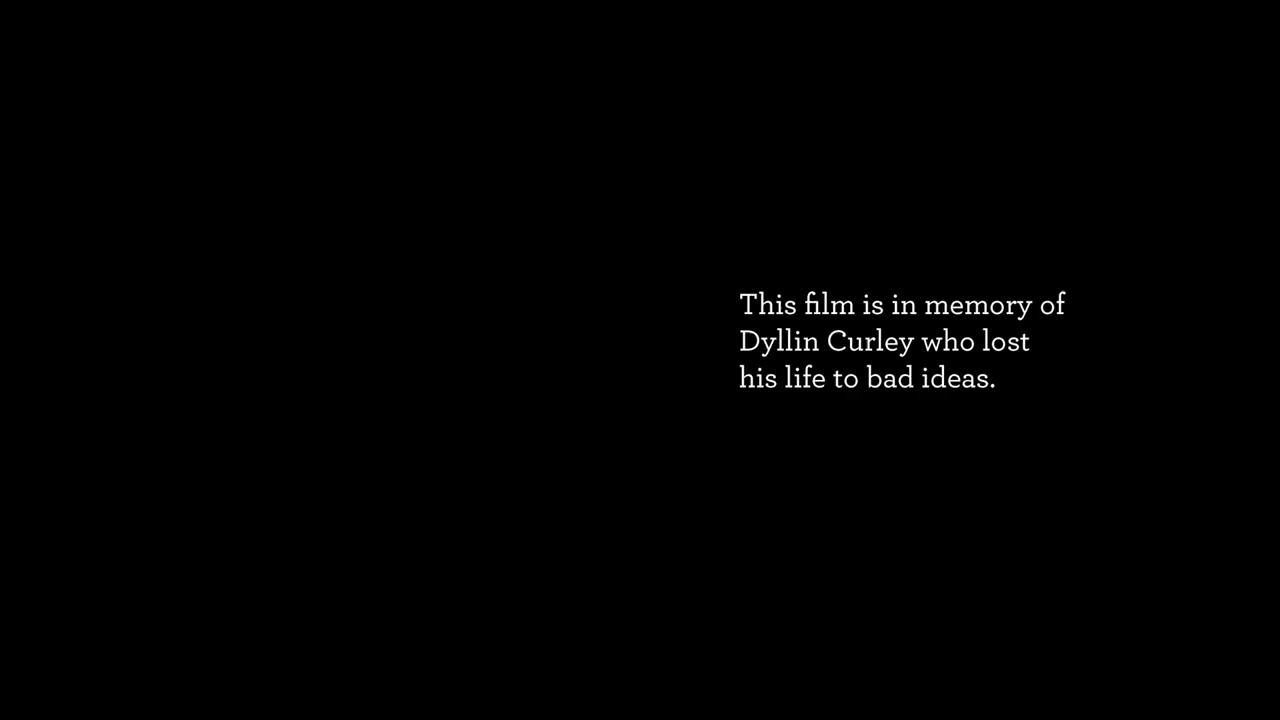 This film is in memory of
Dyllin Curley who lost
his life to bad ideas.